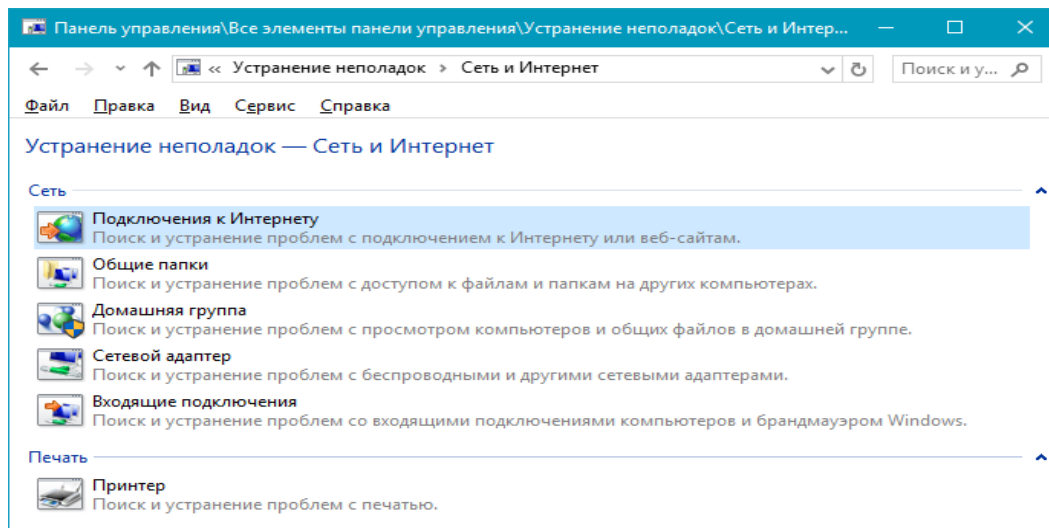 Панель управления\Все элементы панели управления\Устранение неполадок\Сеть и Интер...
« Устранение неполадок › Сеть и Интернет
Поиск и у...
Файл Правка Вид Сервис Справка
Устранение неполадок — Сеть и Интернет
Сеть
Подключения к Интернету
Поиск и устранение проблем с подключением к Интернету или веб-сайтам.
Общие папки
Поиск и устранение проблем с доступом к файлам и папкам на других компьютерах.
Домашняя группа
Поиск и устранение проблем с просмотром компьютеров и общих файлов в домашней группе.
Сетевой адаптер
Поиск и устранение проблем с беспроводными и другими сетевыми адаптерами.
Входящие подключения
Поиск и устранение проблем со входящими подключениями компьютеров и брандмауэром Windows.
Печать
Принтер
Поиск и устранение проблем с печатью.